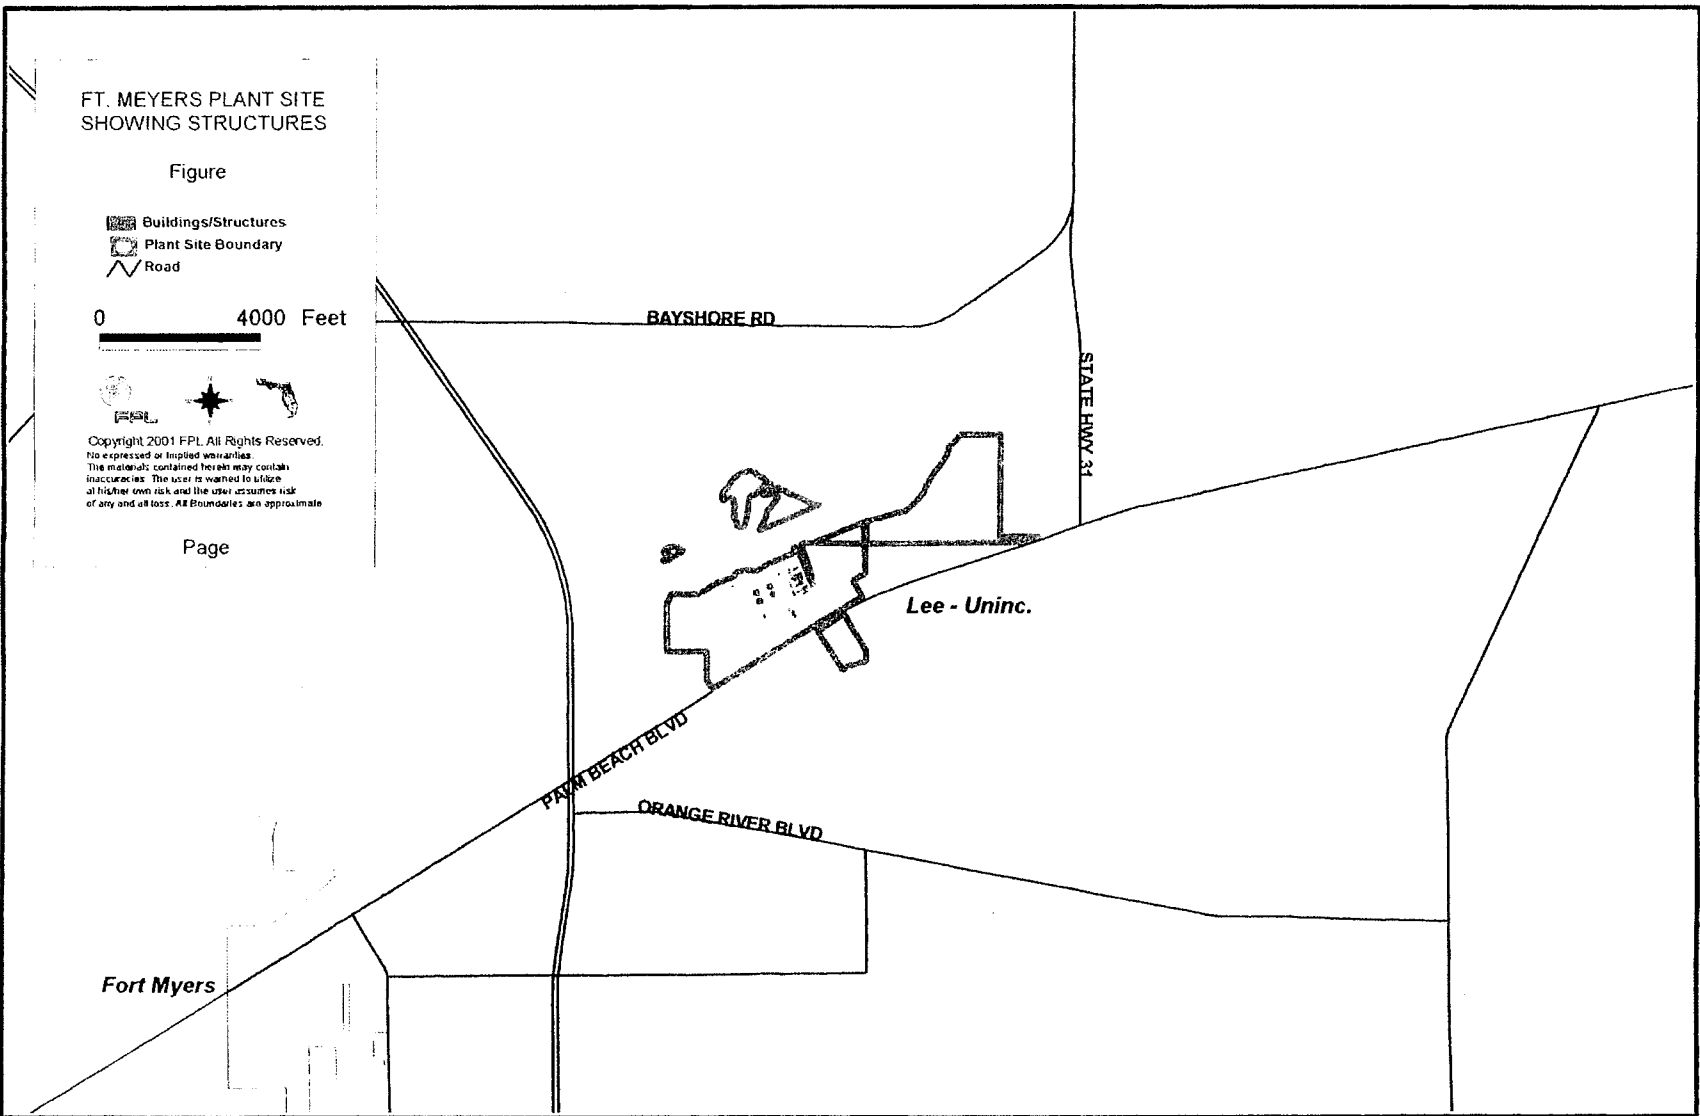 FT. MEYERS PLANT SITE
SHOWING STRUCTURES
Figure
Buildings/Structures
Plant Site Boundary
Road
0 4000 Feet
FPL
Copyright 2001 FPL. All Rights Reserved.
No expressed or implied warranties.
The materials contained herein may contain
inaccuracies. The user is warned to utilize
at his/her own risk and the user assumes risk
of any and all loss. All Boundaries are approximate
Page
BAYSHORE RD
STATE HWY 31
Lee - Uninc.
PALM BEACH BLVD
ORANGE RIVER BLVD
Fort Myers